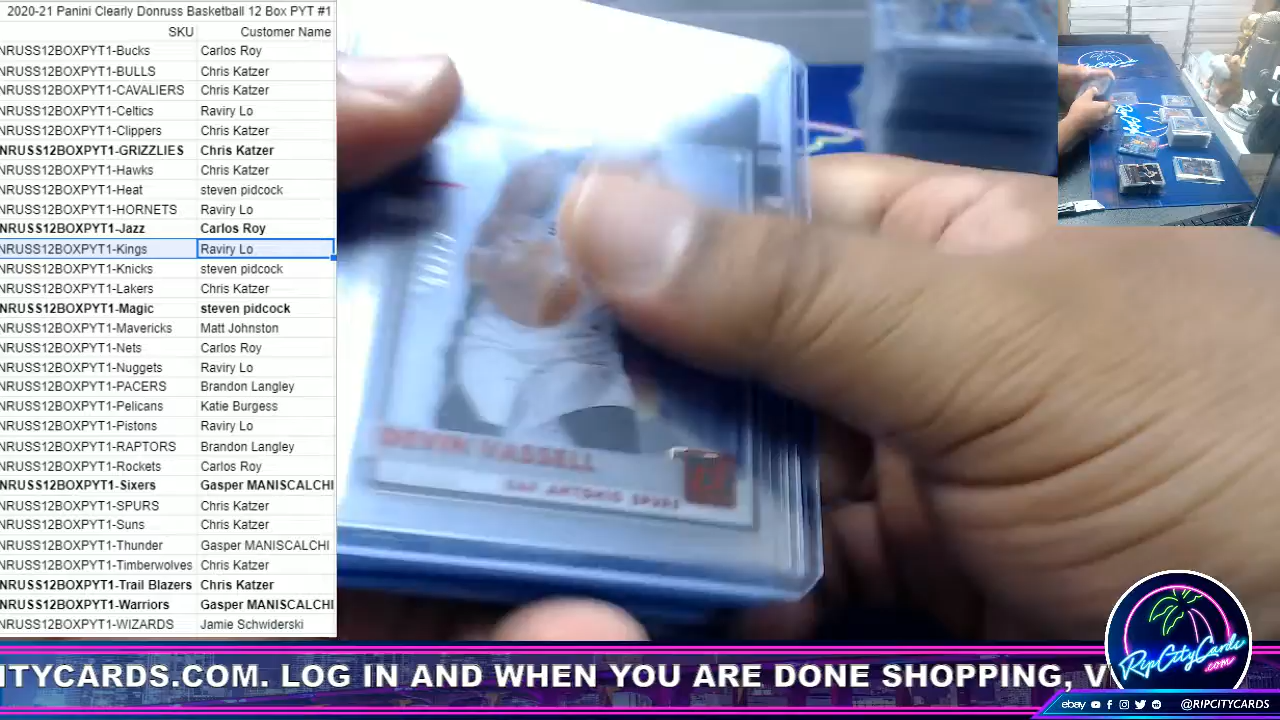 2020-21 Panini Clearly Donruss Basketball 12 Box PYT #1
SKU Customer Name
NRUSS12BOXPYT1-Bucks Carlos Roy
NRUSS12BOXPYT1-BULLS Chris Katzer
NRUSS12BOXPYT1-CAVALIERS Chris Katzer
NRUSS12BOXPYT1-Celtics Raviry Lo
NRUSS12BOXPYT1-Clippers Chris Katzer
NRUSS12BOXPYT1-GRIZZLIES Chris Katzer
NRUSS12BOXPYT1-Hawks Chris Katzer
NRUSS12BOXPYT1-Heat steven pidcock
NRUSS12BOXPYT1-HORNETS Raviry Lo
NRUSS12BOXPYT1-Jazz Carlos Roy
NRUSS12BOXPYT1-Kings Raviry Lo
NRUSS12BOXPYT1-Knicks steven pidcock
NRUSS12BOXPYT1-Lakers Chris Katzer
NRUSS12BOXPYT1-Magic steven pidcock
NRUSS12BOXPYT1-Mavericks Matt Johnston
NRUSS12BOXPYT1-Nets Carlos Roy
NRUSS12BOXPYT1-Nuggets Raviry Lo
NRUSS12BOXPYT1-PACERS Brandon Langley
NRUSS12BOXPYT1-Pelicans Katie Burgess
NRUSS12BOXPYT1-Pistons Raviry Lo
NRUSS12BOXPYT1-RAPTORS Brandon Langley
NRUSS12BOXPYT1-Rockets Carlos Roy
NRUSS12BOXPYT1-Sixers Gasper MANISCALCHI
NRUSS12BOXPYT1-SPURS Chris Katzer
NRUSS12BOXPYT1-Suns Chris Katzer
NRUSS12BOXPYT1-Thunder Gasper MANISCALCHI
NRUSS12BOXPYT1-Timberwolves Chris Katzer
NRUSS12BOXPYT1-Trail Blazers Chris Katzer
NRUSS12BOXPYT1-Warriors Gasper MANISCALCHI
NRUSS12BOXPYT1-WIZARDS Jamie Schwiderski
DEVIN VASSELL
SAN ANTONIO SPURS
ITYCARDS.COM. LOG IN AND WHEN YOU ARE DONE SHOPPING, V
RipCityCards
.com
ebay @RIPCITYCARDS